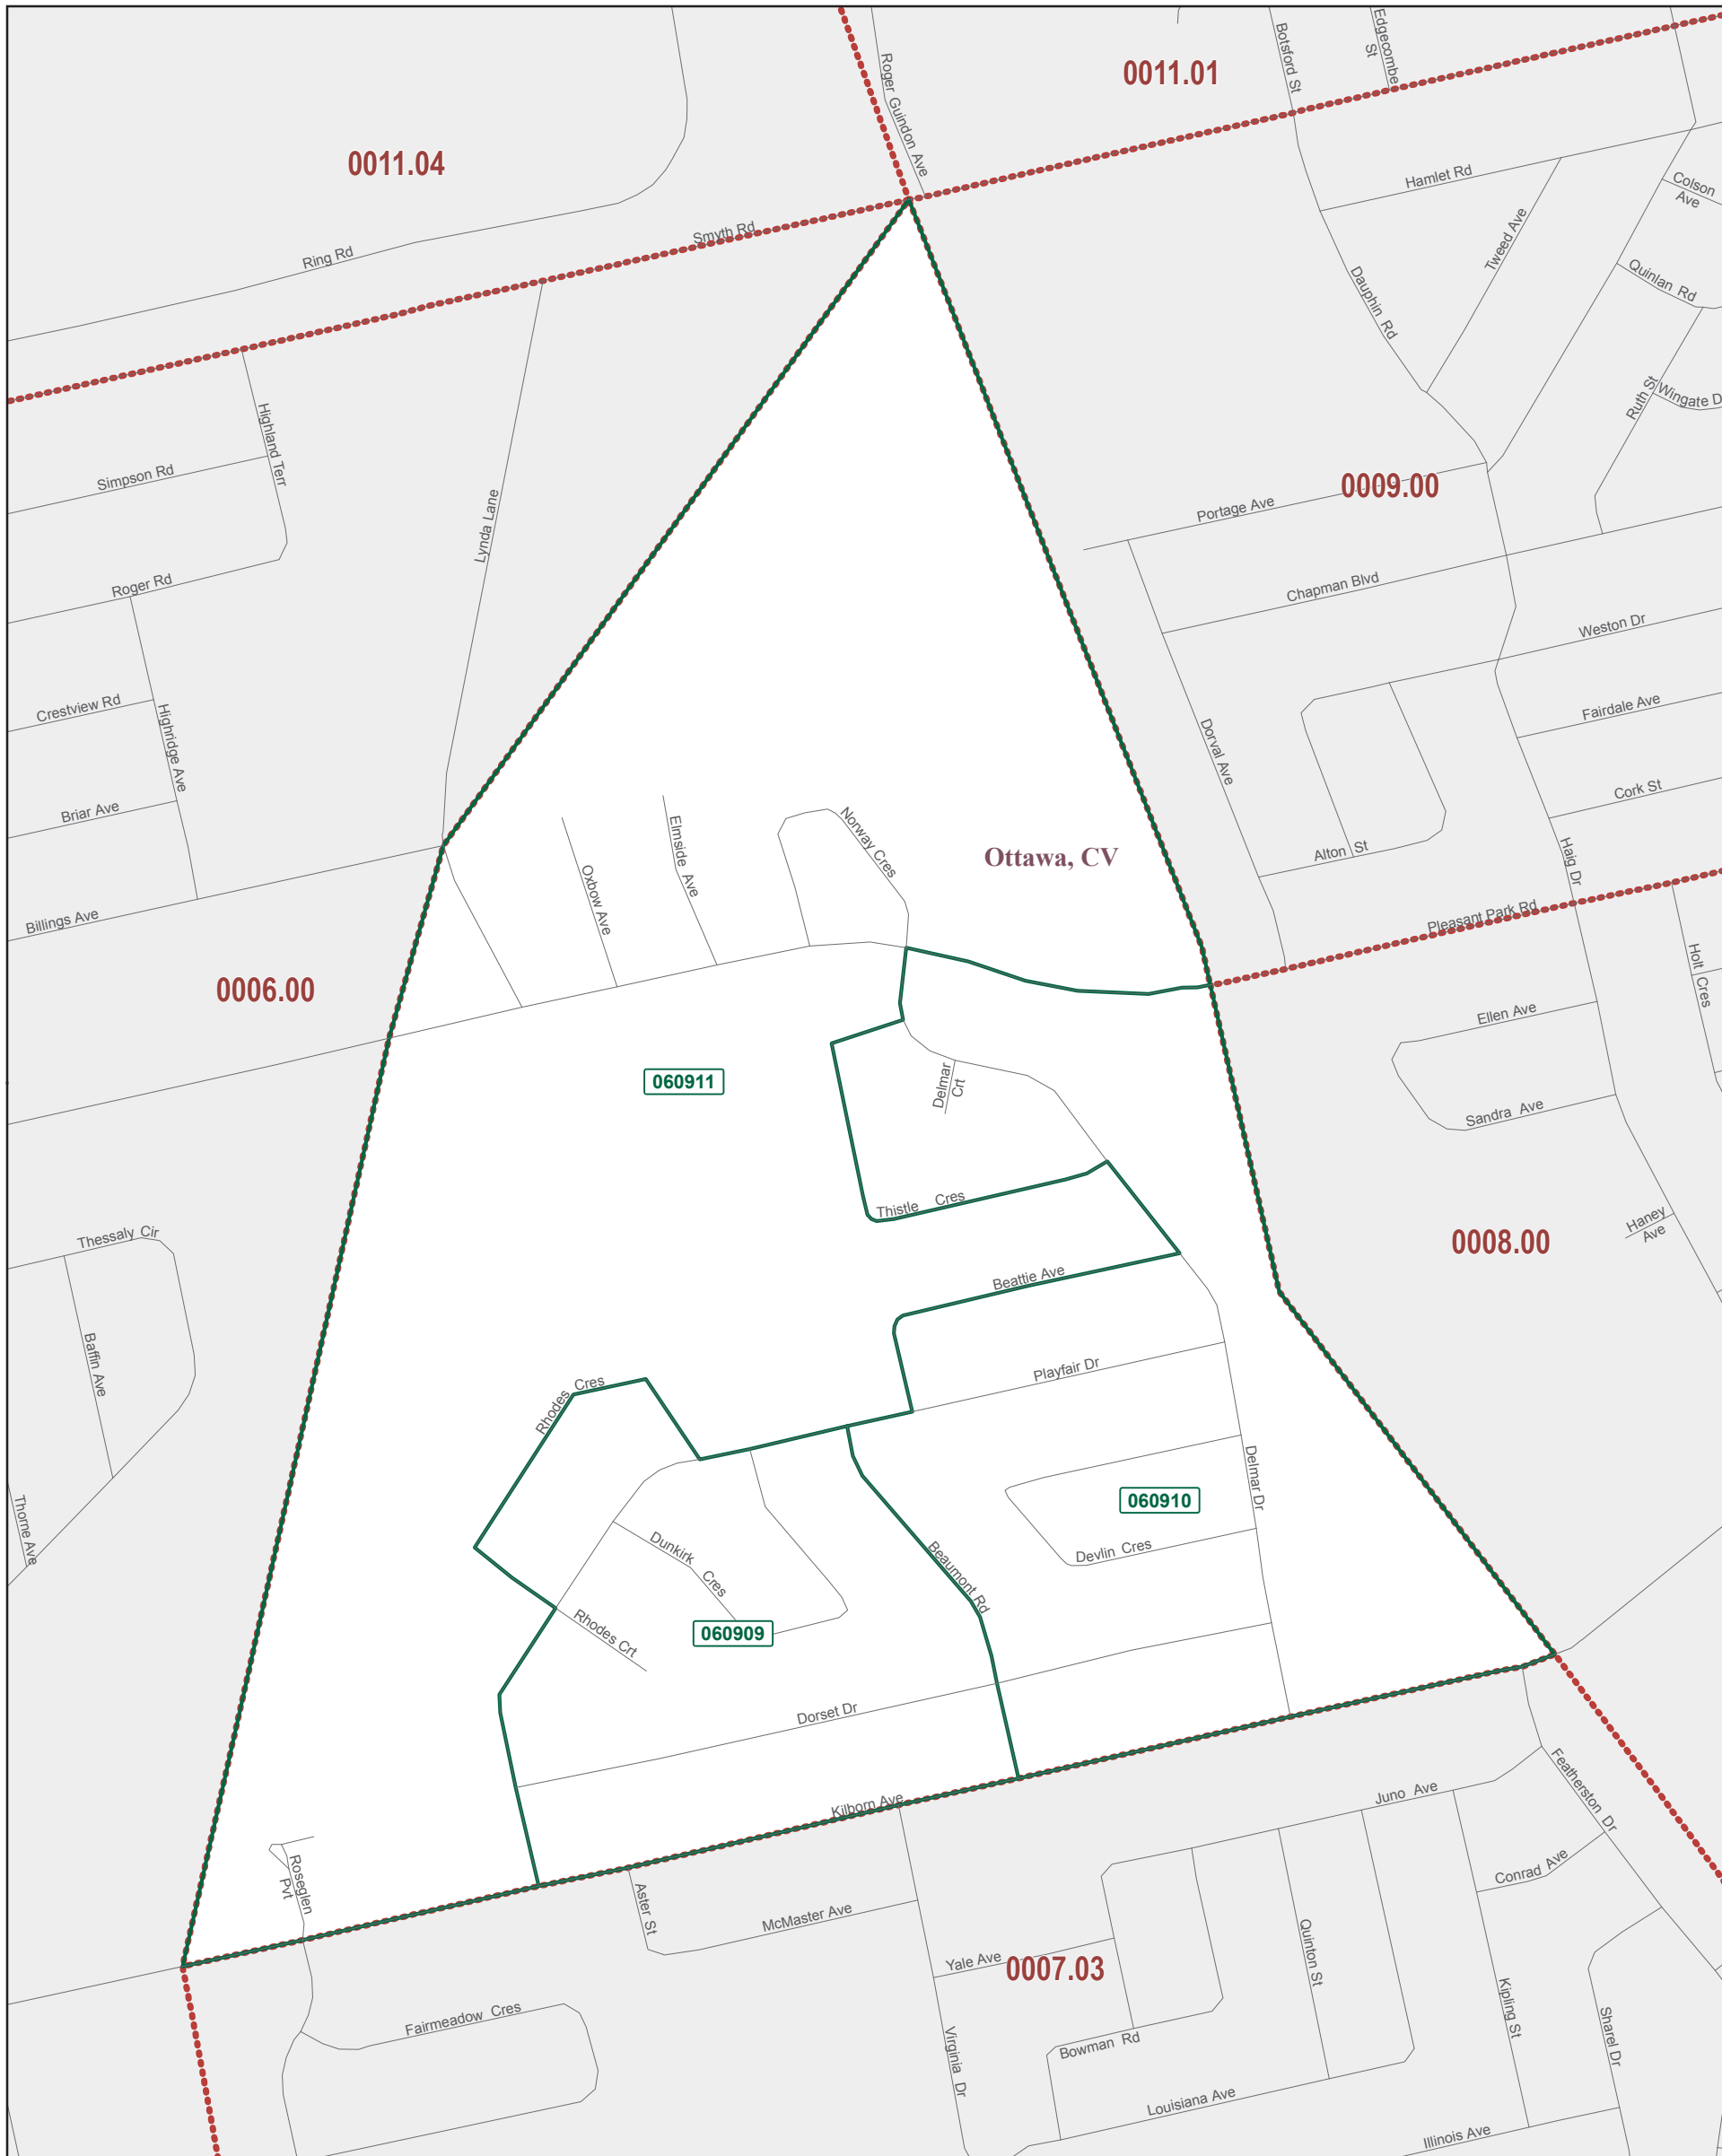 0011.01
0011.04
0009.00
0006.00
0008.00
0007.03
Ottawa, CV
060911
060910
060909
Roger Guindon Ave
Botsford St
Edgecombe
St
Hamlet Rd
Colson
Ave
Tweed Ave
Quinlan Rd
Dauphin Rd
Ruth St
Wingate D
Ring Rd
Smyth Rd
Highland Terr
Simpson Rd
Lynda Lane
Roger Rd
Portage Ave
Chapman Blvd
Weston Dr
Crestview Rd
Highridge Ave
Fairdale Ave
Dorval Ave
Cork St
Briar Ave
Alton St
Haig Dr
Elmside Ave
Norway Cres
Oxbow Ave
Billings Ave
Pleasant Park Rd
Holt Cres
Ellen Ave
Sandra Ave
Delmar
Crt
Thistle Cres
Haney
Ave
Thessaly Cir
Beattie Ave
Baffin Ave
Playfair Dr
Rhodes Cres
Thorne Ave
Delmar Dr
Dunkirk Cres
Devlin Cres
Beaumont Rd
Rhodes Crt
Dorset Dr
Kilborn Ave
Juno Ave
Featherston Dr
Roseglen
Pvt
Aster St
McMaster Ave
Conrad Ave
Yale Ave
Quinton St
Kipling St
Sharel Dr
Fairmeadow Cres
Virginia Dr
Bowman Rd
Louisiana Ave
Illinois Ave